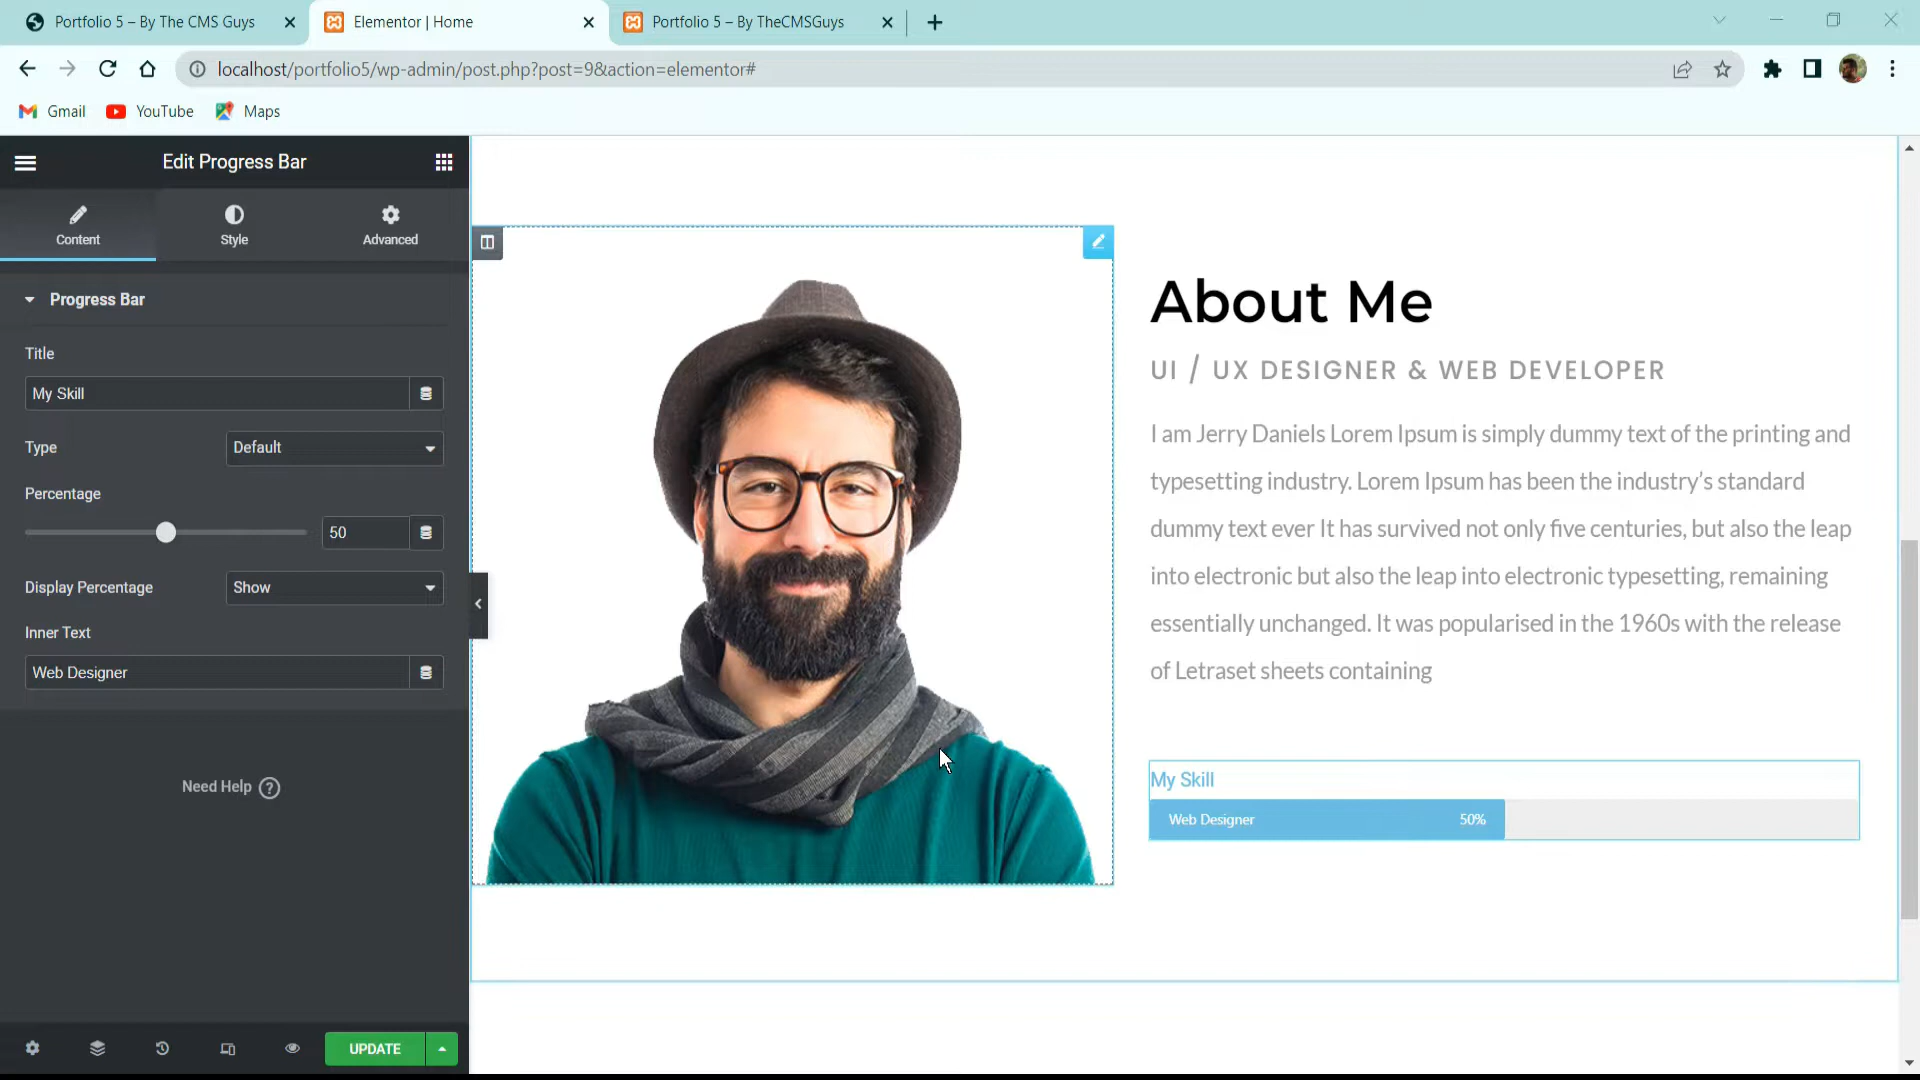 Portfolio 5 – By The CMS Guys
Elementor | Home
Portfolio 5 – By TheCMSGuys
localhost/portfolio5/wp-admin/post.php?post=9&action=elementor#
Gmail
YouTube
Maps
Edit Progress Bar
Content
Style
Advanced
Progress Bar
Title
My Skill
Type
Default
Percentage
50
Display Percentage
Show
Inner Text
Web Designer
Need Help ?
UPDATE
About Me
UI / UX DESIGNER & WEB DEVELOPER
I am Jerry Daniels Lorem Ipsum is simply dummy text of the printing and
typesetting industry. Lorem Ipsum has been the industry’s standard
dummy text ever It has survived not only five centuries, but also the leap
into electronic but also the leap into electronic typesetting, remaining
essentially unchanged. It was popularised in the 1960s with the release
of Letraset sheets containing
My Skill
Web Designer 50%